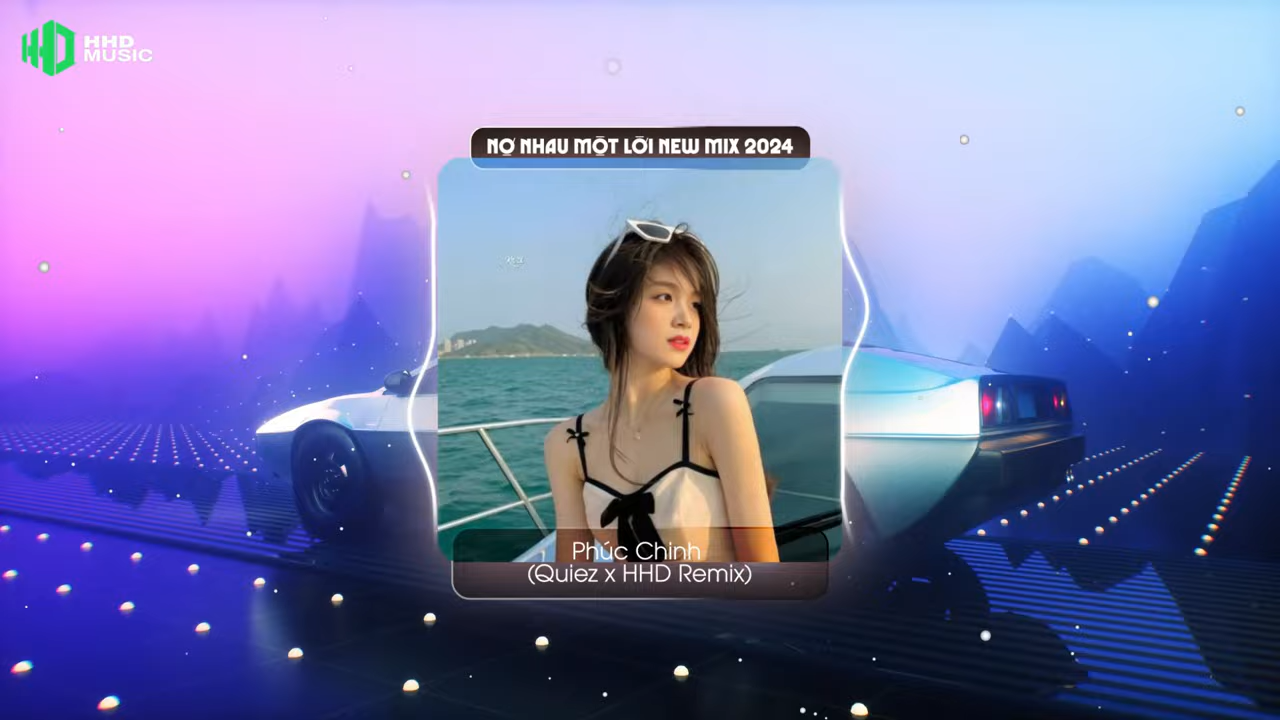 HHD
MUSIC
NỢ NHAU MỘT LỜI NEW MIX 2024
Phúc Chinh
(Quiez x HHD Remix)